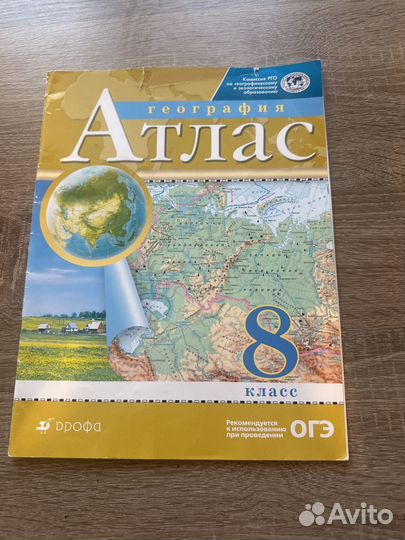 Комиссия РГО
по географическому
и экологическому
образованию
география
Атлас
8
класс
дрофа
Рекомендуется
к использованию
при проведении
ОГЭ
Avito